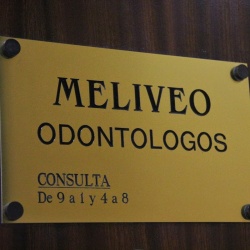 MELIVEO
ODONTOLOGOS
CONSULTA
De 9 a 1 y 4 a 8